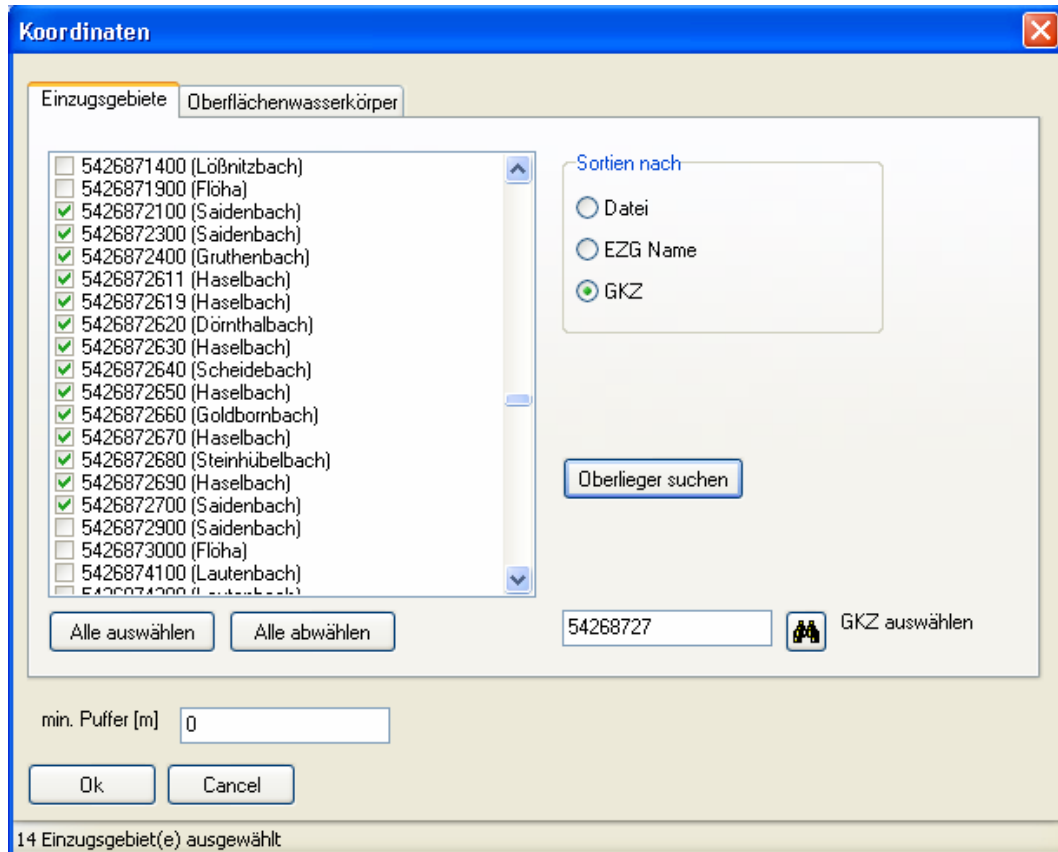 Koordinaten
Einzugsgebiete
Oberflächenwasserkörper
5426871400 (Lößnitzbach)
5426871900 (Flöha)
5426872100 (Saidenbach)
5426872300 (Saidenbach)
5426872400 (Gruthenbach)
5426872611 (Haselbach)
5426872619 (Haselbach)
5426872620 (Dörnthalbach)
5426872630 (Haselbach)
5426872640 (Scheidebach)
5426872650 (Haselbach)
5426872660 (Goldbornbach)
5426872670 (Haselbach)
5426872680 (Steinhübelbach)
5426872690 (Haselbach)
5426872700 (Saidenbach)
5426872900 (Saidenbach)
5426873000 (Flöha)
5426874100 (Lautenbach)
Sortien nach
Datei
EZG Name
GKZ
Oberlieger suchen
Alle auswählen
Alle abwählen
54268727
GKZ auswählen
min. Puffer [m]
0
Ok
Cancel
14 Einzugsgebiet(e) ausgewählt